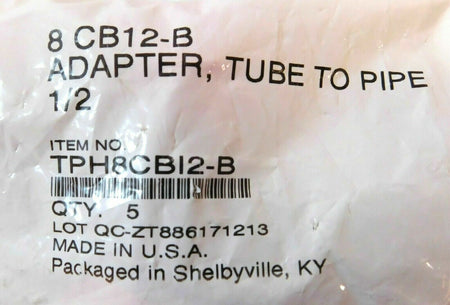 8 CB12-B
ADAPTER, TUBE TO PIPE
1/2
ITEM NO.
TPH8CBI2-B
QTY. 5
LOT QC-ZT886171213
MADE IN U.S.A.
Packaged in Shelbyville, KY